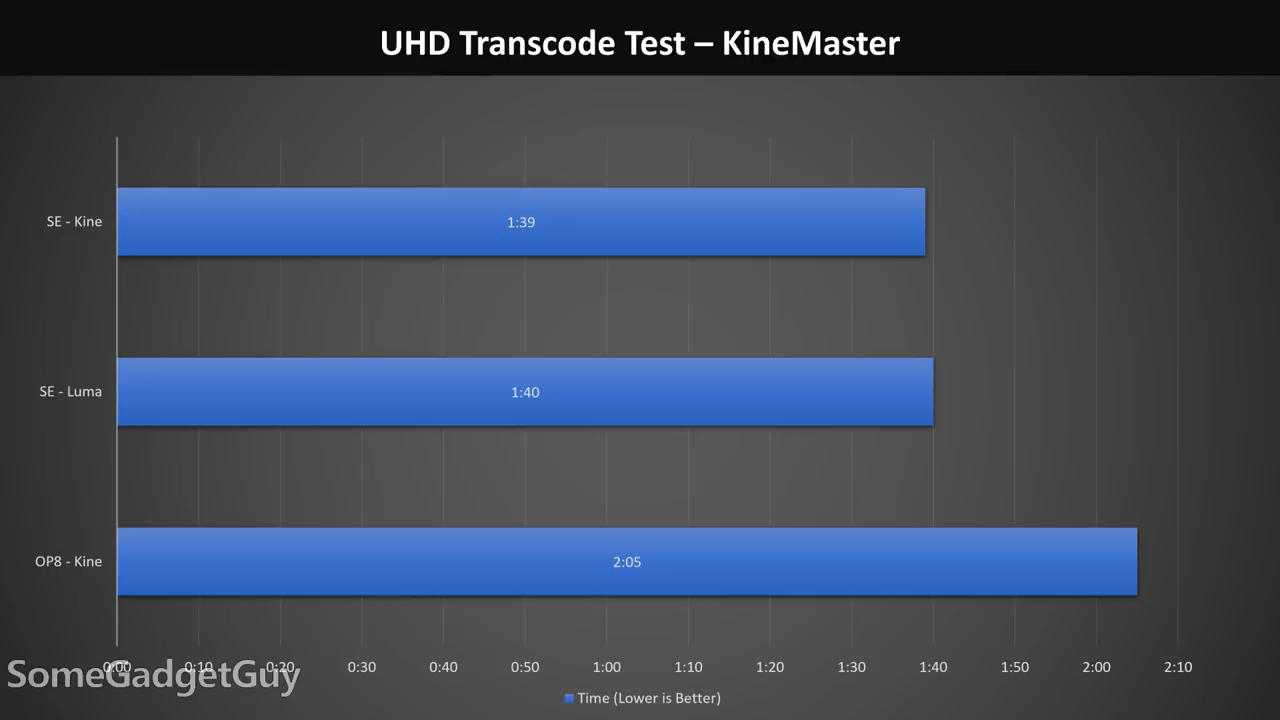 UHD Transcode Test – KineMaster
SE - Kine
1:39
SE - Luma
1:40
OP8 - Kine
2:05
0:00 0:10 0:20 0:30 0:40 0:50 1:00 1:10 1:20 1:30 1:40 1:50 2:00 2:10
SomeGadgetGuy
Time (Lower is Better)